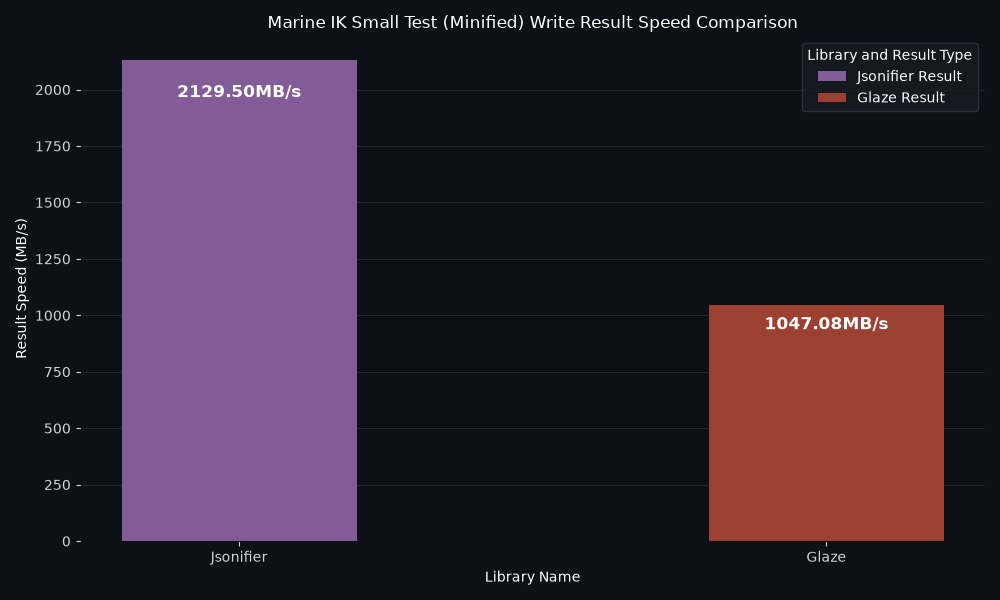 Marine IK Small Test (Minified) Write Result Speed Comparison
Library and Result Type
Jsonifier Result
Glaze Result
2129.50MB/s
1047.08MB/s
Result Speed (MB/s)
2000
1750
1500
1250
1000
750
500
250
0
Jsonifier
Glaze
Library Name